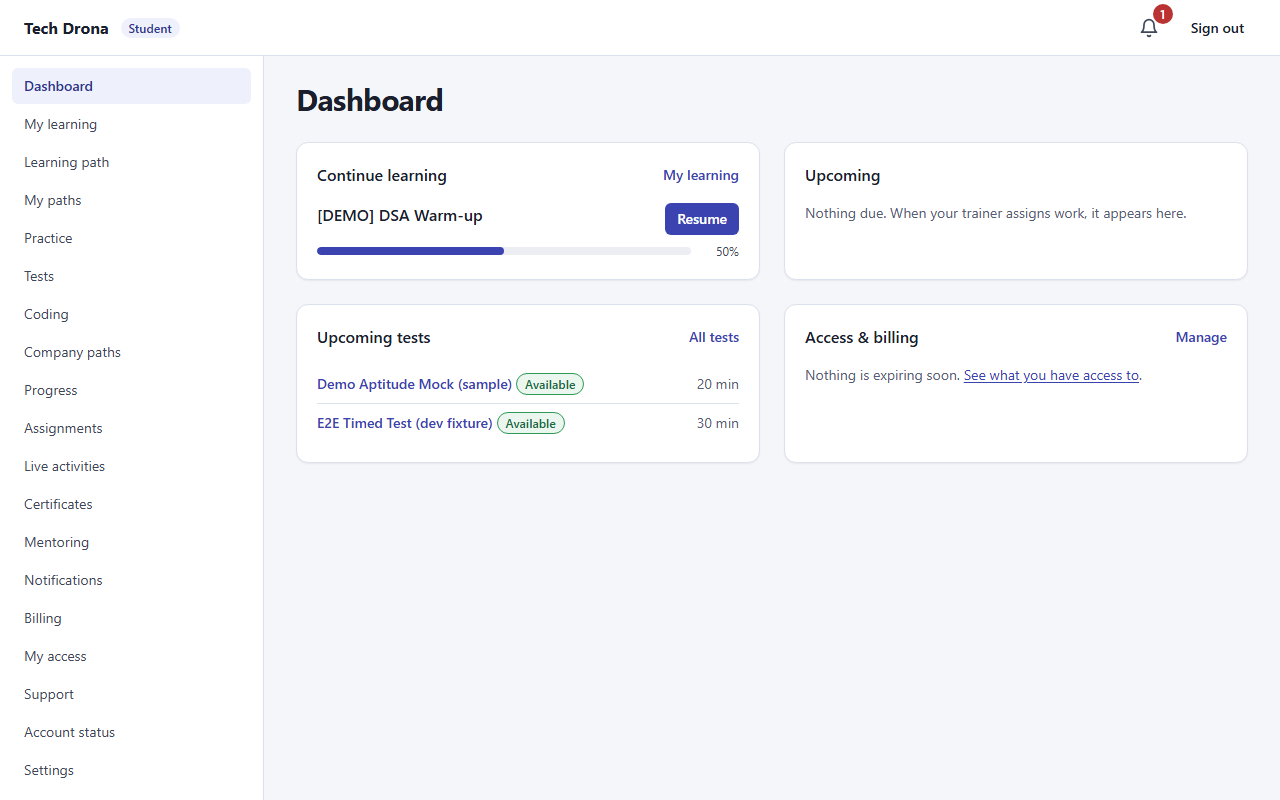 Tech Drona Student 1 Sign out
Dashboard
My learning
Learning path
My paths
Practice
Tests
Coding
Company paths
Progress
Assignments
Live activities
Certificates
Mentoring
Notifications
Billing
My access
Support
Account status
Settings
Dashboard
Continue learning My learning
[DEMO] DSA Warm-up Resume
50%
Upcoming
Nothing due. When your trainer assigns work, it appears here.
Upcoming tests All tests
Demo Aptitude Mock (sample) Available 20 min
E2E Timed Test (dev fixture) Available 30 min
Access & billing Manage
Nothing is expiring soon. See what you have access to.